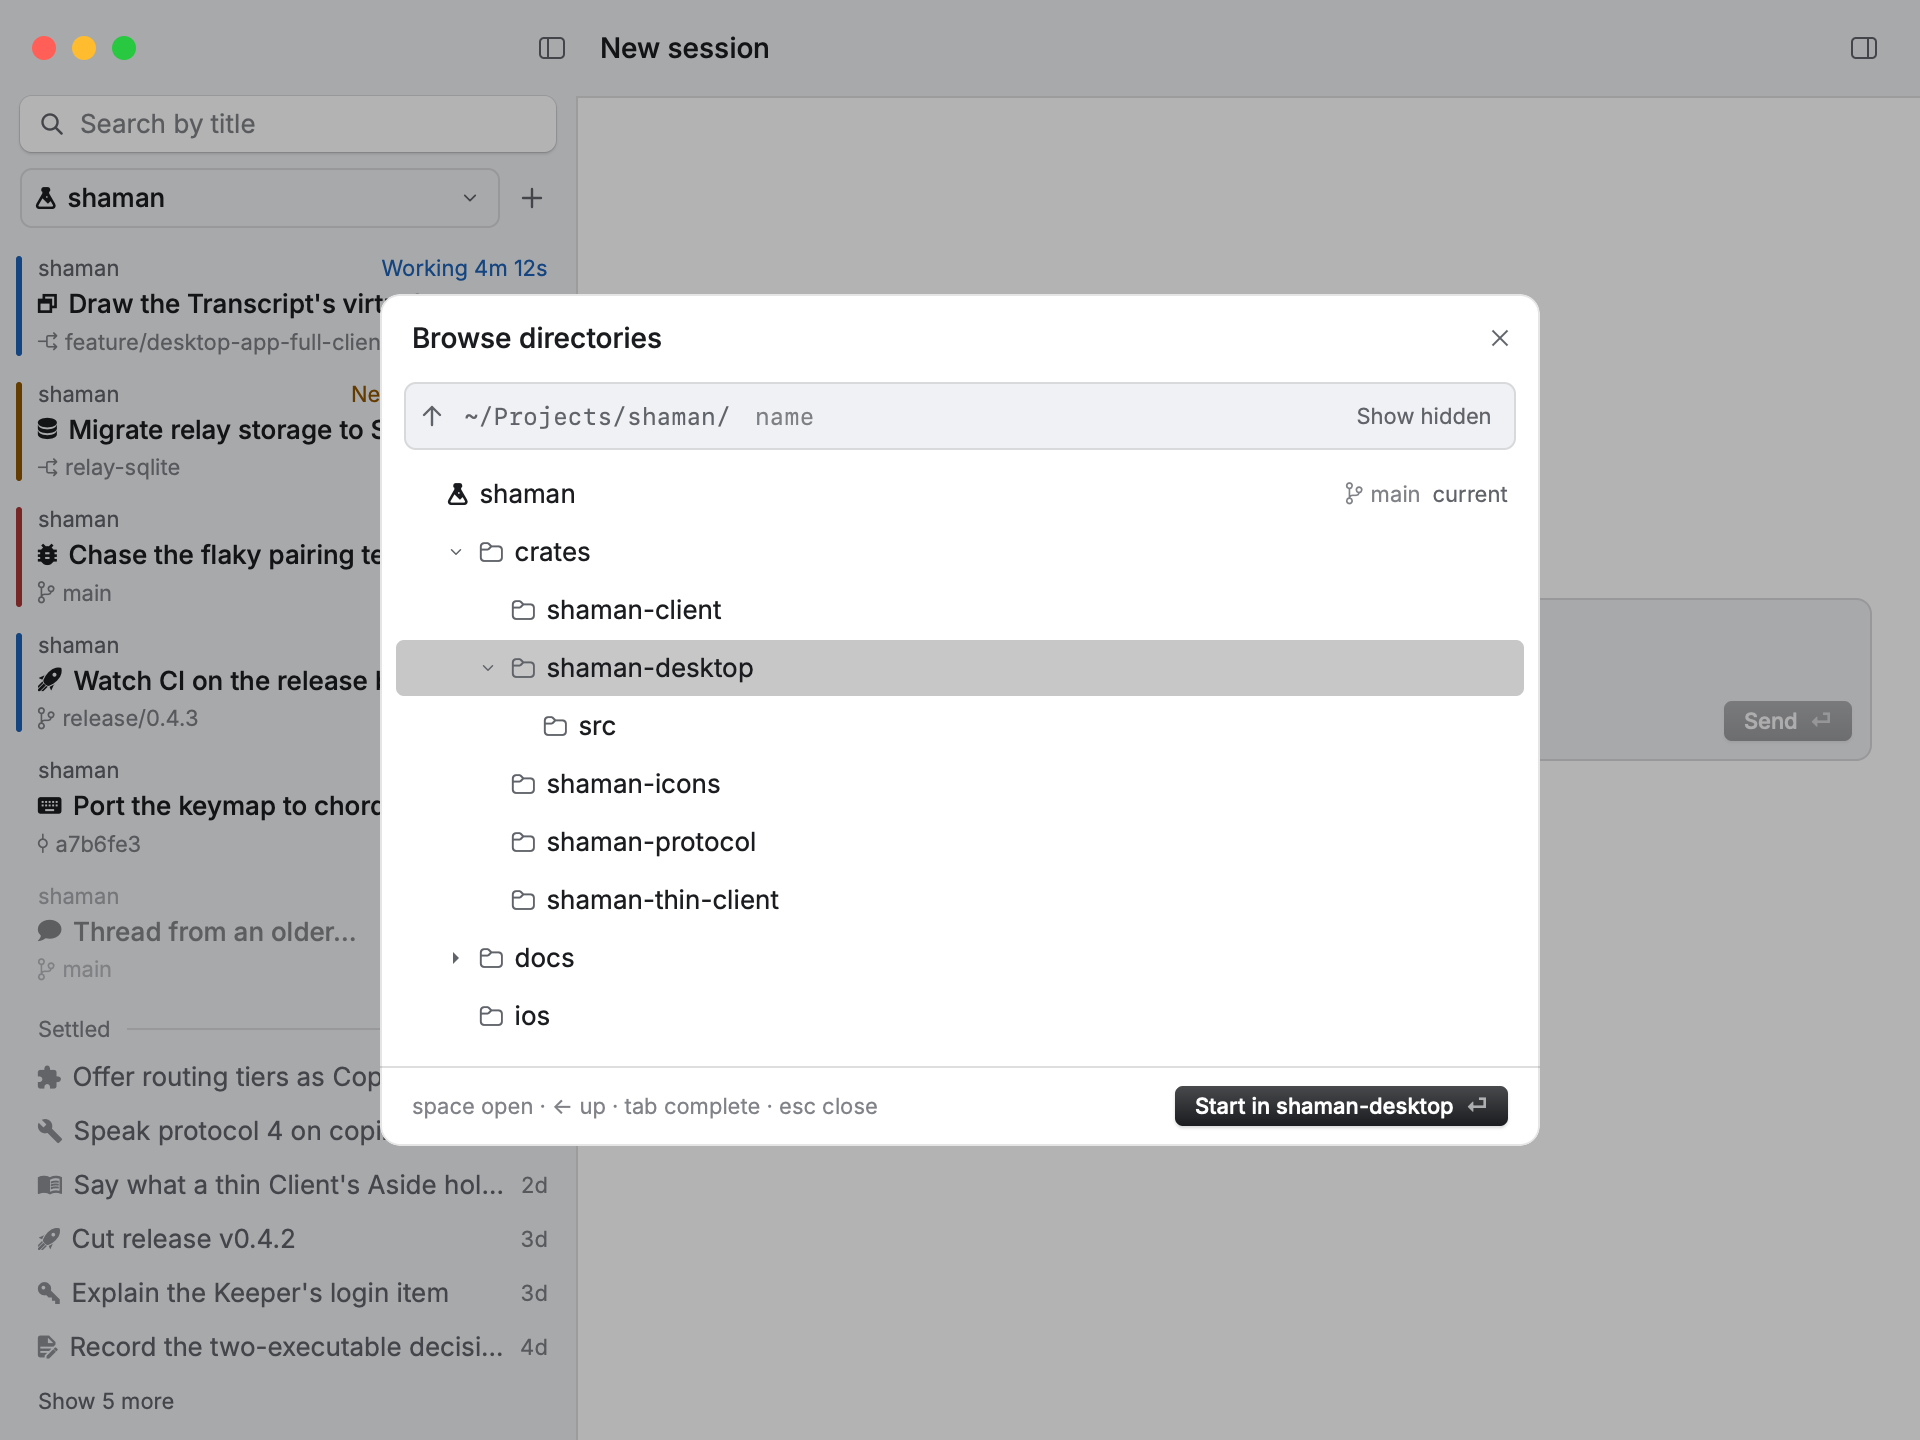 New session
Search by title
shaman
shaman Working 4m 12s
Draw the Transcript's
feature/desktop-app-full-clien
shaman
Migrate relay storage to
relay-sqlite
shaman
Chase the flaky pairing
main
shaman
Watch CI on the release
release/0.4.3
shaman
Port the keymap to
a7b6fe3
shaman
Thread from an older...
main
Settled
Offer routing tiers as
Speak protocol 4 on
Say what a thin Client's Aside hol... 2d
Cut release v0.4.2 3d
Explain the Keeper's login item 3d
Record the two-executable decisi... 4d
Show 5 more
Browse directories
~/Projects/shaman/ name Show hidden
shaman main current
crates
shaman-client
shaman-desktop
src
shaman-icons
shaman-protocol
shaman-thin-client
docs
ios
space open · ← up · tab complete · esc close
Start in shaman-desktop
Send